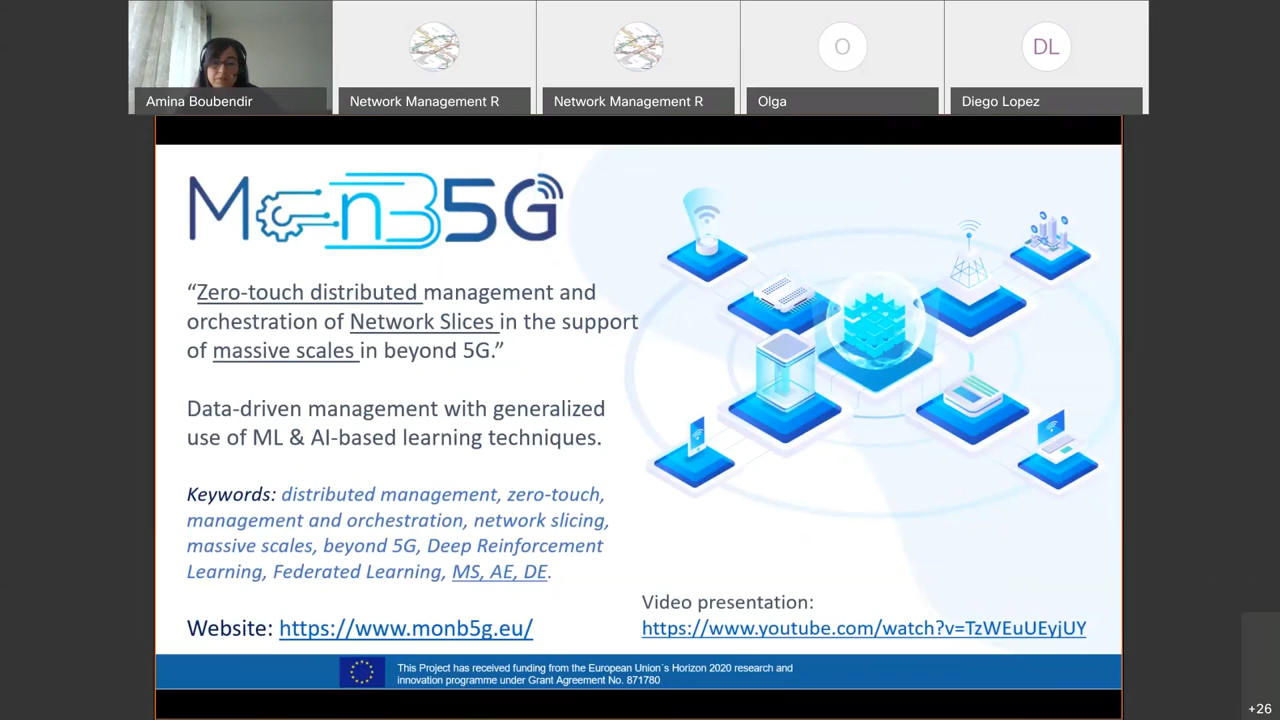 Amina Boubendir
Network Management R
Network Management R
O
Olga
DL
Diego Lopez
MonB5G
“Zero-touch distributed management and
orchestration of Network Slices in the support
of massive scales in beyond 5G.”
Data-driven management with generalized
use of ML & AI-based learning techniques.
Keywords: distributed management, zero-touch,
management and orchestration, network slicing,
massive scales, beyond 5G, Deep Reinforcement
Learning, Federated Learning, MS, AE, DE.
Website: https://www.monb5g.eu/
Video presentation:
https://www.youtube.com/watch?v=TzWEuUEyjUY
This Project has received funding from the European Union´s Horizon 2020 research and
innovation programme under Grant Agreement No. 871780
+26